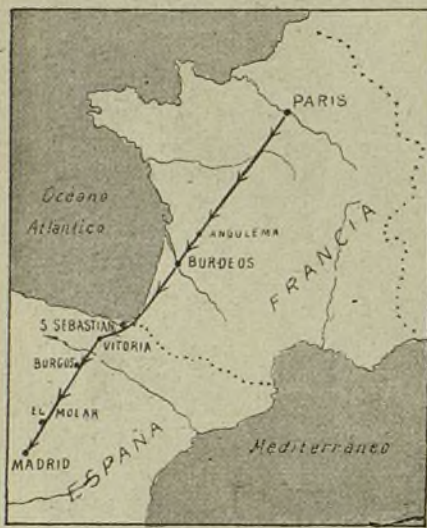 PARIS
Océano
Atlántico
ANGULEMA
BURDEOS
FRANCIA
S. SEBASTIAN
VITORIA
BURGOS
EL MOLAR
MADRID
ESPAÑA
Mediterráneo